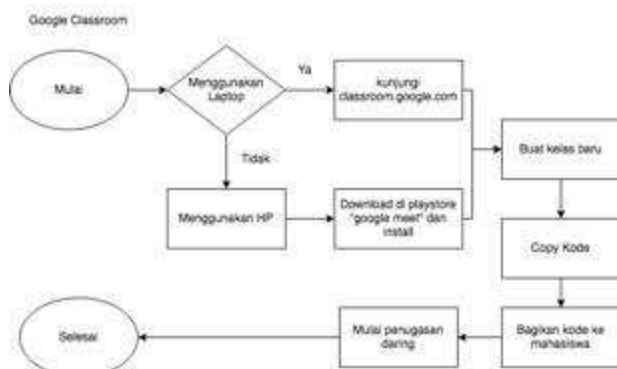 Google Classroom
Mulai
Menggunakan
Laptop
Ya
kunjungi
classroom.google.com
Tidak
Menggunakan HP
Download di playstore
"google meet" dan
install
Buat kelas baru
Copy Kode
Bagikan kode ke
mahasiswa
Mulai penugasan
daring
Selesai